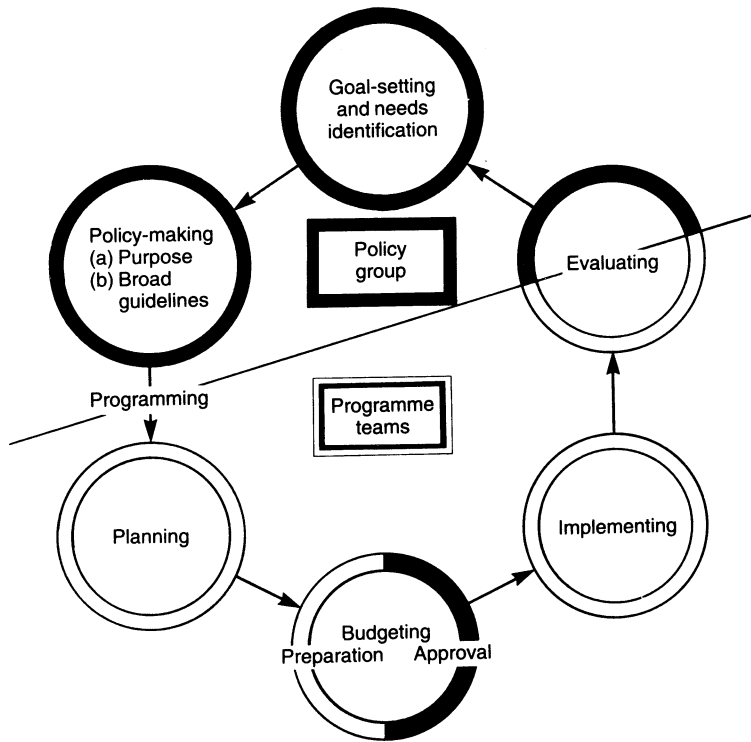 Goal-setting
and needs
identification
Policy-making
(a) Purpose
(b) Broad
guidelines
Policy
group
Evaluating
Programming
Programme
teams
Planning
Implementing
Budgeting
Preparation Approval